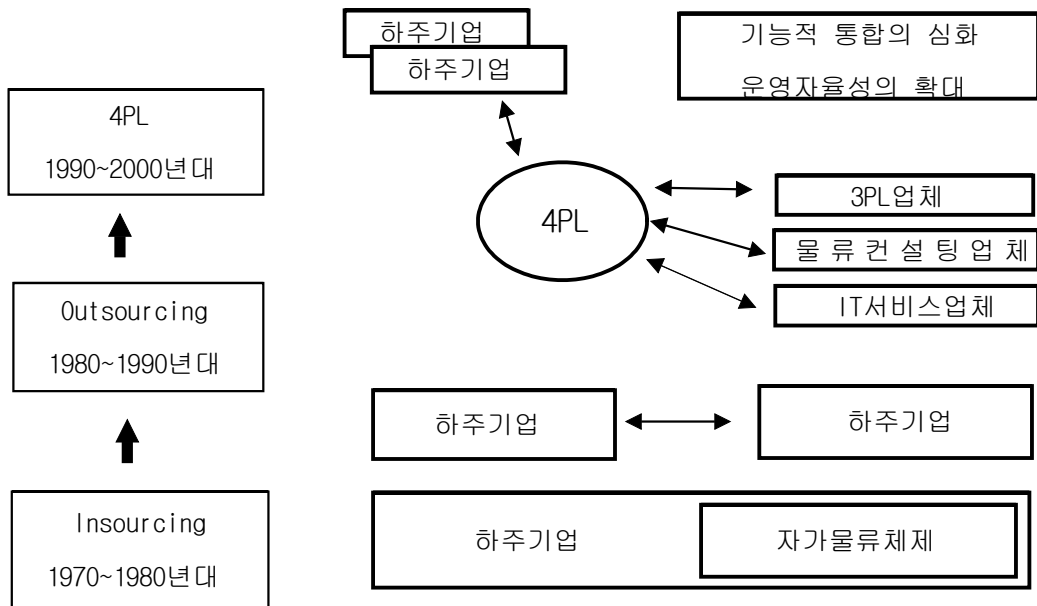 하주기업
하주기업
기능적 통합의 심화
운영자율성의 확대
4PL
1990~2000년대
4PL
3PL업체
물류컨설팅업체
IT서비스업체
Outsourcing
1980~1990년대
하주기업
하주기업
Insourcing
1970~1980년대
하주기업
자가물류체제